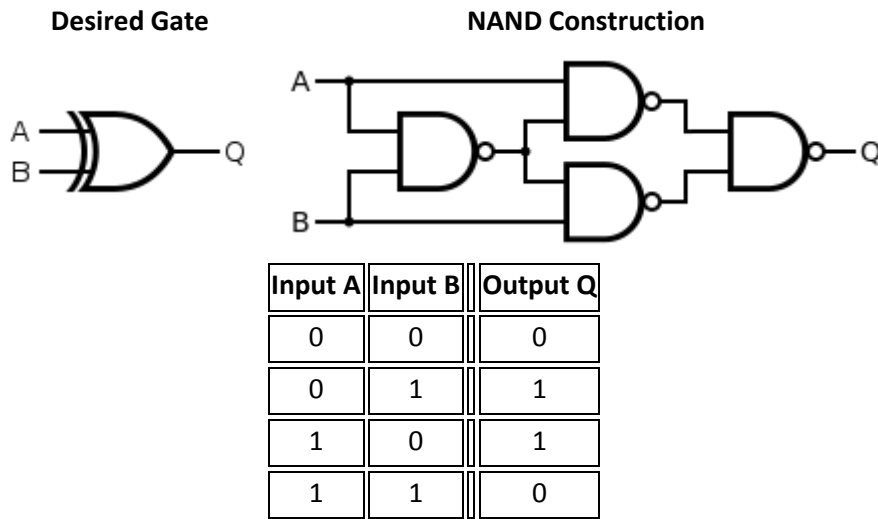 Desired Gate NAND Construction
A
B
Q
A
B
Q
Input A Input B Output Q
0 0 0
0 1 1
1 0 1
1 1 0